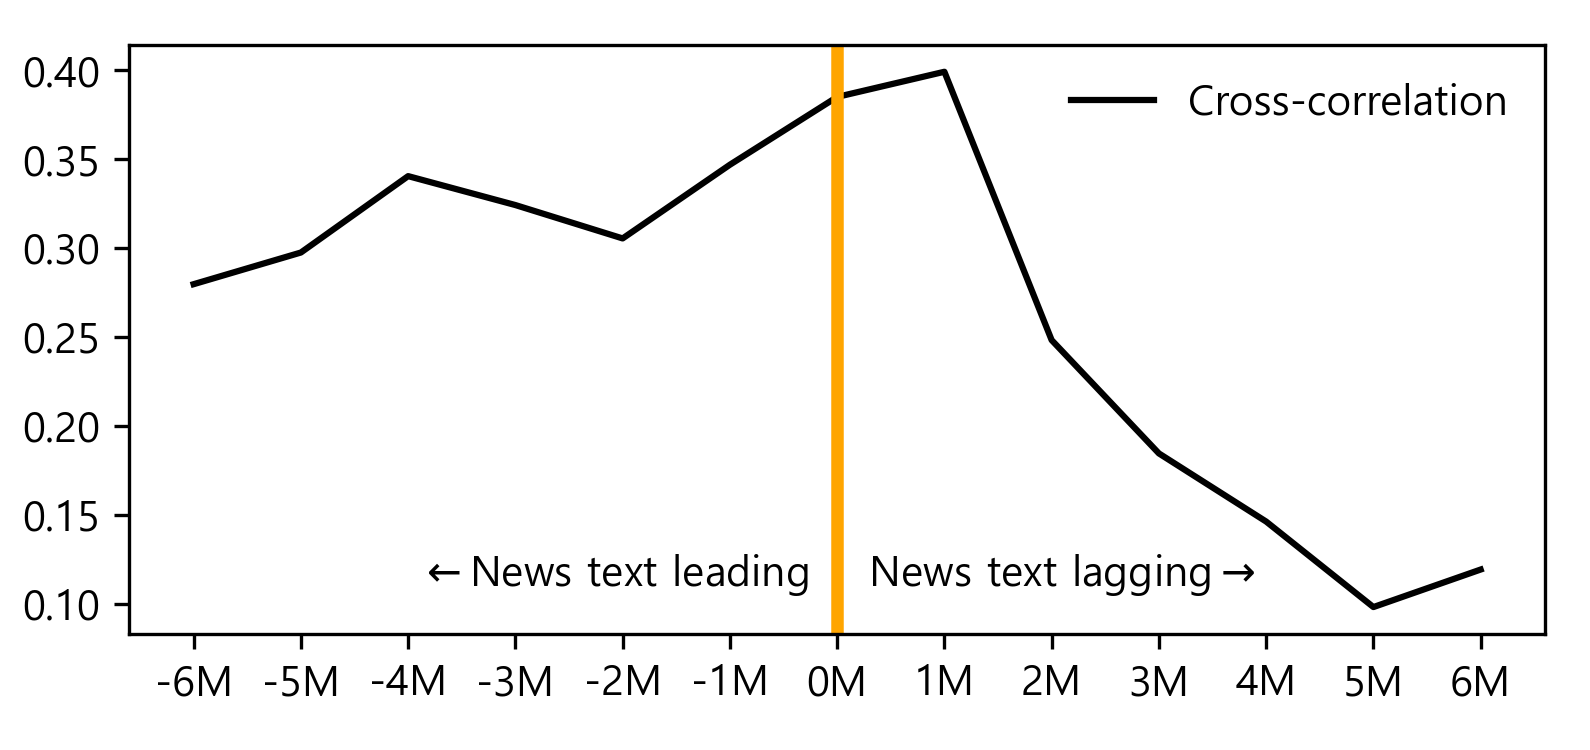 0.40
0.35
0.30
0.25
0.20
0.15
0.10
Cross-correlation
← News text leading
News text lagging →
-6M -5M -4M -3M -2M -1M 0M 1M 2M 3M 4M 5M 6M